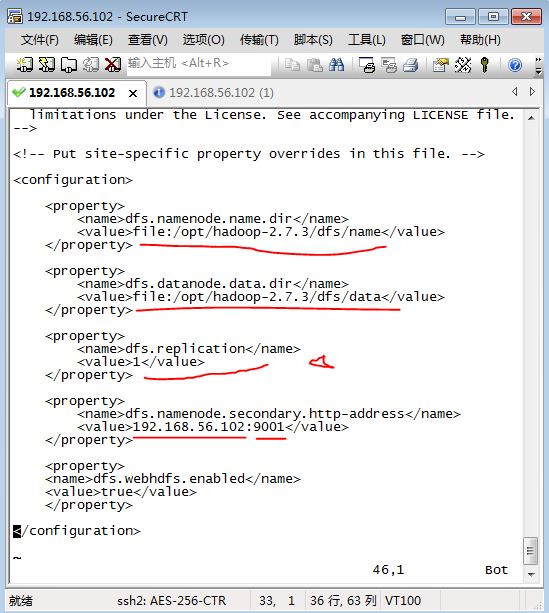 192.168.56.102 - SecureCRT
文件(F) 编辑(E) 查看(V) 选项(O) 传输(T) 脚本(S) 工具(L) 窗口(W) 帮助(H)
输入主机 <Alt+R>
192.168.56.102 192.168.56.102 (1)
limitations under the License. See accompanying LICENSE file.
-->
<!-- Put site-specific property overrides in this file. -->
<configuration>
<property>
<name>dfs.namenode.name.dir</name>
<value>file:/opt/hadoop-2.7.3/dfs/name</value>
</property>
<property>
<name>dfs.datanode.data.dir</name>
<value>file:/opt/hadoop-2.7.3/dfs/data</value>
</property>
<property>
<name>dfs.replication</name>
<value>1</value>
</property>
<property>
<name>dfs.namenode.secondary.http-address</name>
<value>192.168.56.102:9001</value>
</property>
<property>
<name>dfs.webhdfs.enabled</name>
<value>true</value>
</property>
</configuration>
~
46,1 Bot
就绪 ssh2: AES-256-CTR 33, 1 36 行, 63 列 VT100